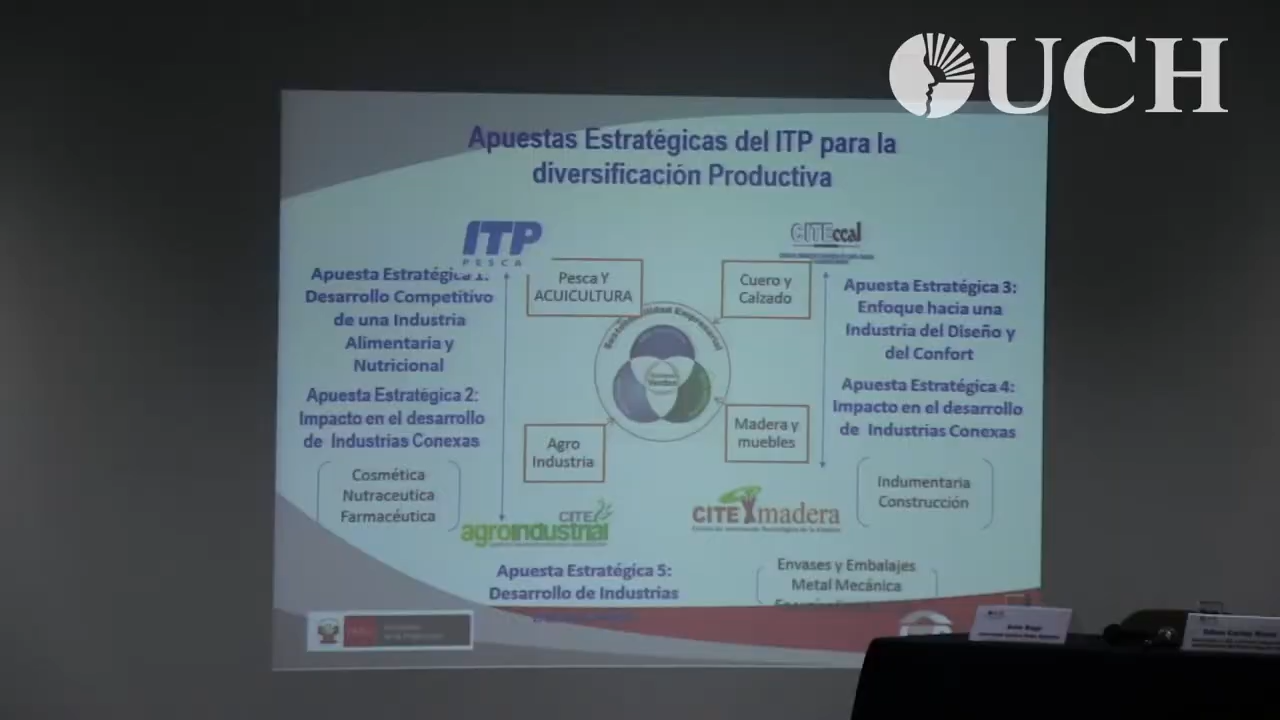 UCH
Apuestas Estratégicas del ITP para la
diversificación Productiva
ITP
PESCA
CITEccal
Apuesta Estratégica 1:
Desarrollo Competitivo
de una Industria
Alimentaria y
Nutricional
Pesca Y
ACUICULTURA
Cuero y
Calzado
Apuesta Estratégica 3:
Enfoque hacia una
Industria del Diseño y
del Confort
Sostenibilidad Empresarial
Apuesta Estratégica 2:
Impacto en el desarrollo
de Industrias Conexas
Apuesta Estratégica 4:
Impacto en el desarrollo
de Industrias Conexas
Agro
Industria
Madera y
muebles
Cosmética
Nutraceutica
Farmacéutica
Indumentaria
Construcción
CITE
agroindustrial
CITEmadera
Apuesta Estratégica 5:
Desarrollo de Industrias
Envases y Embalajes
Metal Mecánica